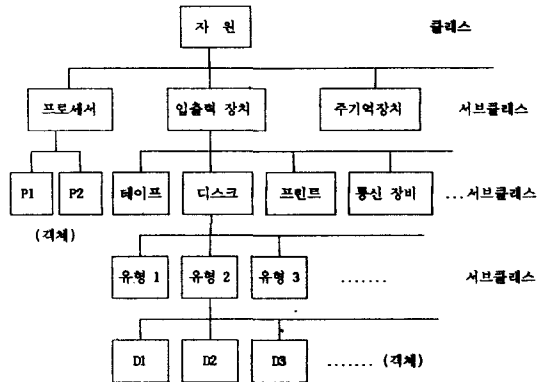 자 원 클래스
프로세서 입출력 장치 주기억장치 서브클래스
P1 P2 테이프 디스크 프린트 통신 장비 ...서브클래스
(객체)
유형 1 유형 2 유형 3 ....... 서브클래스
D1 D2 D3 ....... (객체)